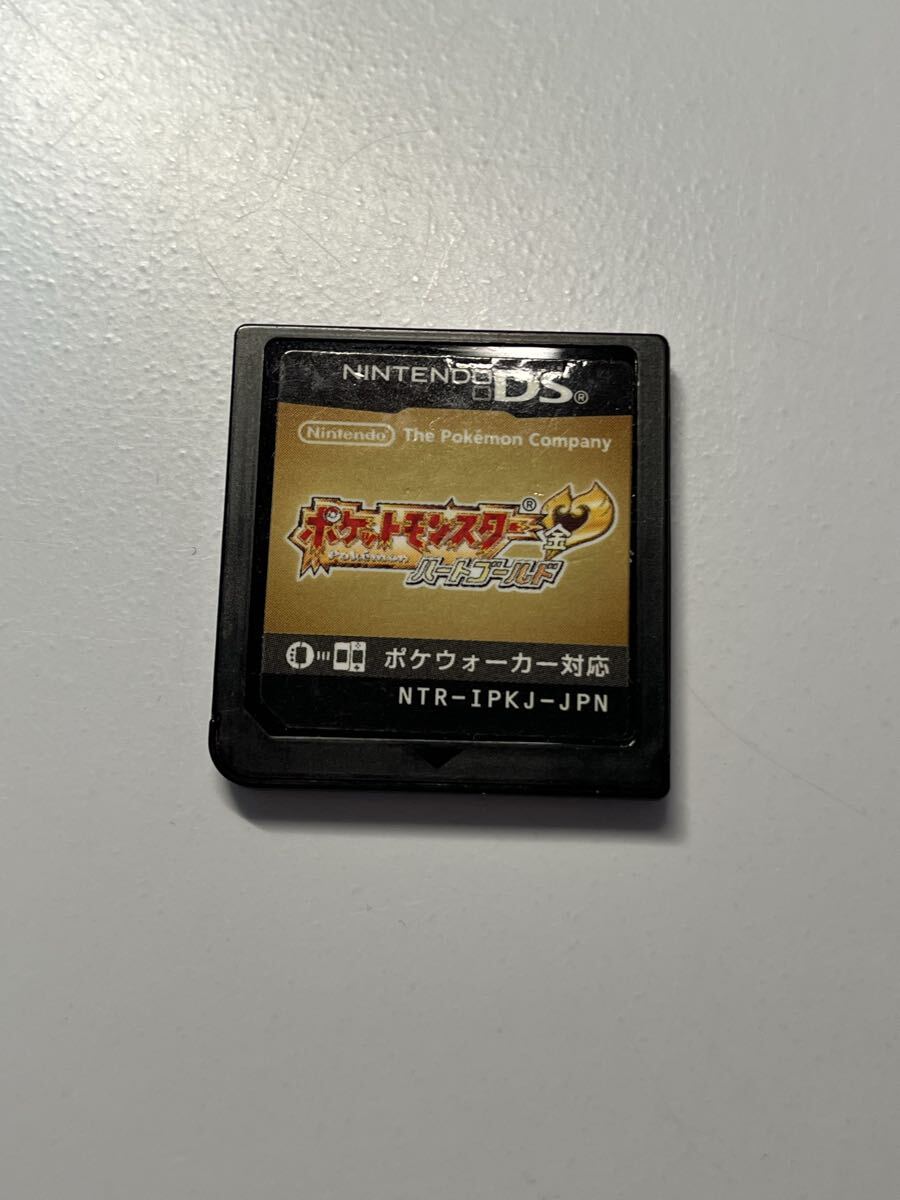 NINTENDO DS®
Nintendo® The Pokémon Company
ポケットモンスター®
Pokémon
金
ハートゴールド
ポケウォーカー対応
NTR-IPKJ-JPN